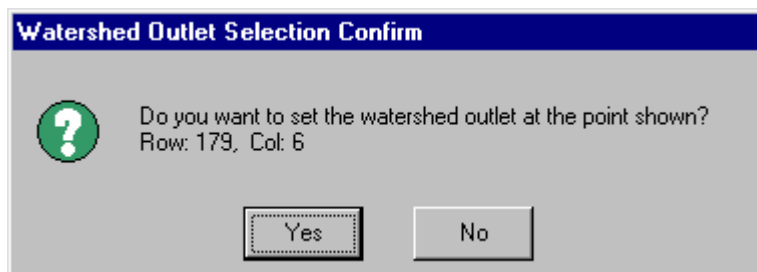 Watershed Outlet Selection Confirm
?
Do you want to set the watershed outlet at the point shown?
Row: 179, Col: 6
Yes No